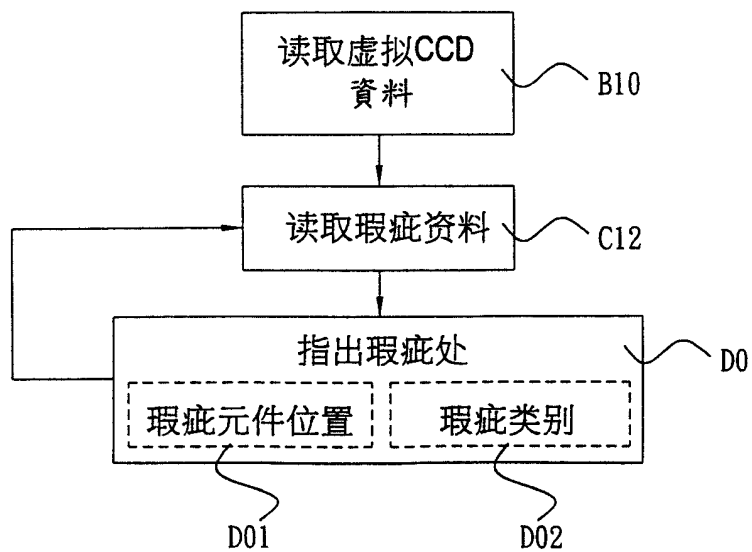 读取虚拟CCD
資料
B10
读取瑕疵资料
C12
指出瑕疵处
D0
瑕疵元件位置
瑕疵类别
D01
D02